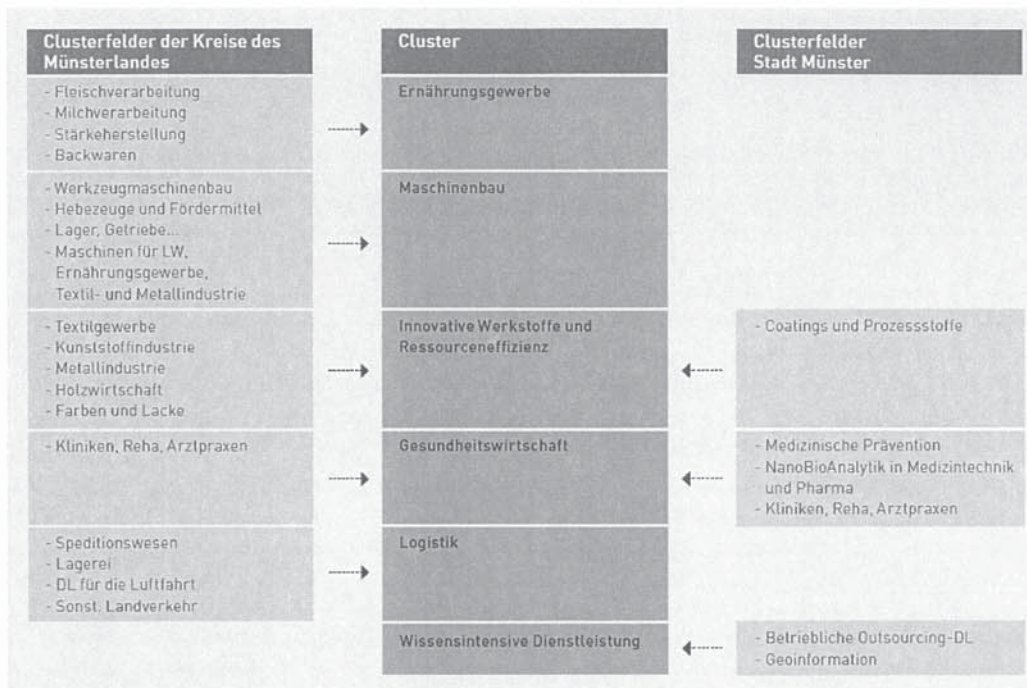 Clusterfelder der Kreise des
Münsterlandes
- Fleischverarbeitung
- Milchverarbeitung
- Stärkeherstellung
- Backwaren
- Werkzeugmaschinenbau
- Hebezeuge und Fördermittel
- Lager, Getriebe...
- Maschinen für LW,
Ernährungsgewerbe,
Textil- und Metallindustrie
- Textilgewerbe
- Kunststoffindustrie
- Metallindustrie
- Holzwirtschaft
- Farben und Lacke
- Kliniken, Reha, Arztpraxen
- Speditionswesen
- Lagerei
- DL für die Luftfahrt
- Sonst. Landverkehr
Cluster
Ernährungsgewerbe
Maschinenbau
Innovative Werkstoffe und
Ressourceneffizienz
Gesundheitswirtschaft
Logistik
Wissensintensive Dienstleistung
Clusterfelder
Stadt Münster
- Coatings und Prozessstoffe
- Medizinische Prävention
- NanoBioAnalytik in Medizintechnik
und Pharma
- Kliniken, Reha, Arztpraxen
- Betriebliche Outsourcing-DL
- Geoinformation